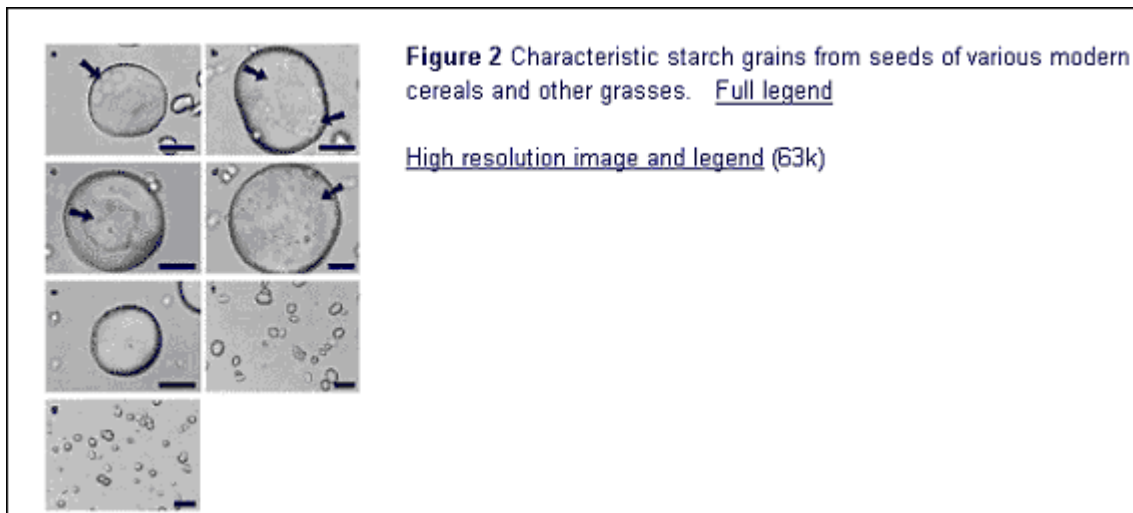 a
b
c
d
e
f
g
Figure 2 Characteristic starch grains from seeds of various modern
cereals and other grasses. Full legend
High resolution image and legend (63k)